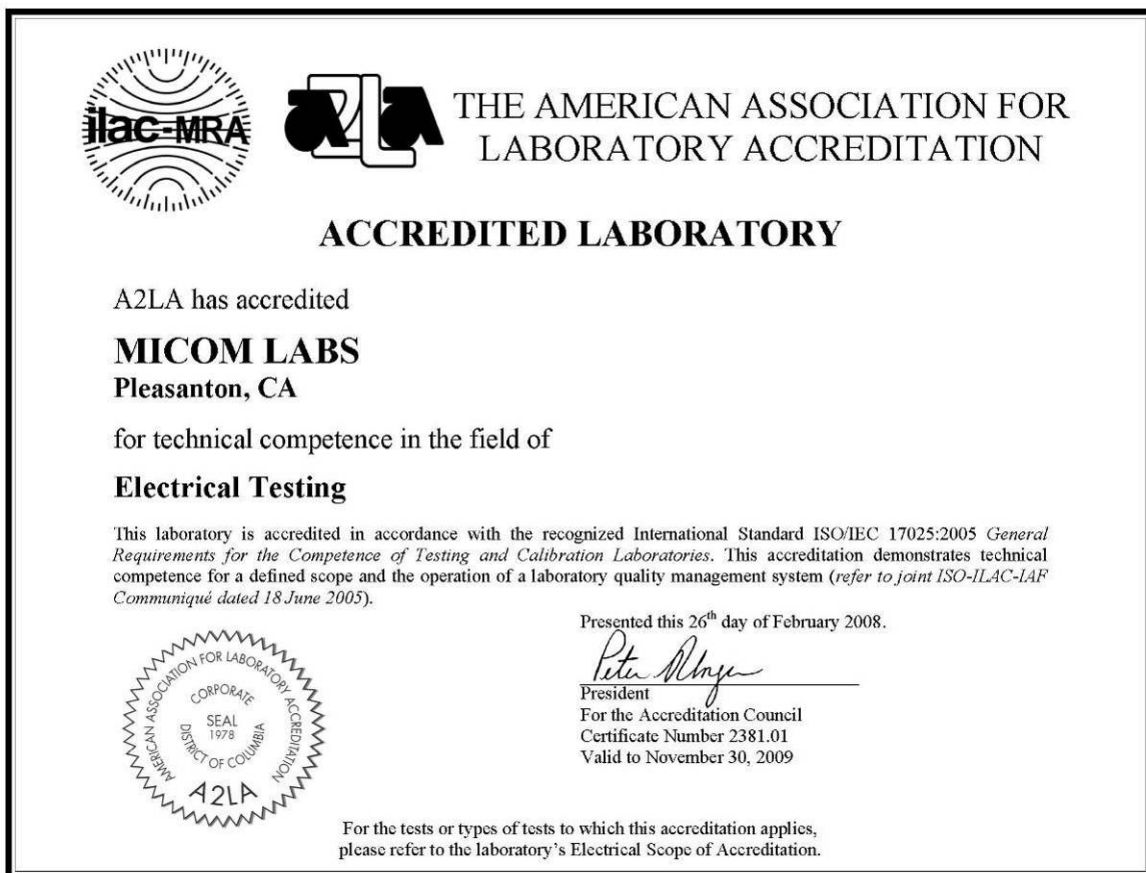 ilac-MRA
A2LA
THE AMERICAN ASSOCIATION FOR
LABORATORY ACCREDITATION
ACCREDITED LABORATORY
A2LA has accredited
MICOM LABS
Pleasanton, CA
for technical competence in the field of
Electrical Testing
This laboratory is accredited in accordance with the recognized International Standard ISO/IEC 17025:2005 General
Requirements for the Competence of Testing and Calibration Laboratories. This accreditation demonstrates technical
competence for a defined scope and the operation of a laboratory quality management system (refer to joint ISO-ILAC-IAF
Communiqué dated 18 June 2005).
Presented this 26th day of February 2008.
Peter Unger
President
For the Accreditation Council
Certificate Number 2381.01
Valid to November 30, 2009
AMERICAN ASSOCIATION FOR LABORATORY ACCREDITATION
CORPORATE
SEAL
1978
DISTRICT OF COLUMBIA
A2LA
For the tests or types of tests to which this accreditation applies,
please refer to the laboratory's Electrical Scope of Accreditation.